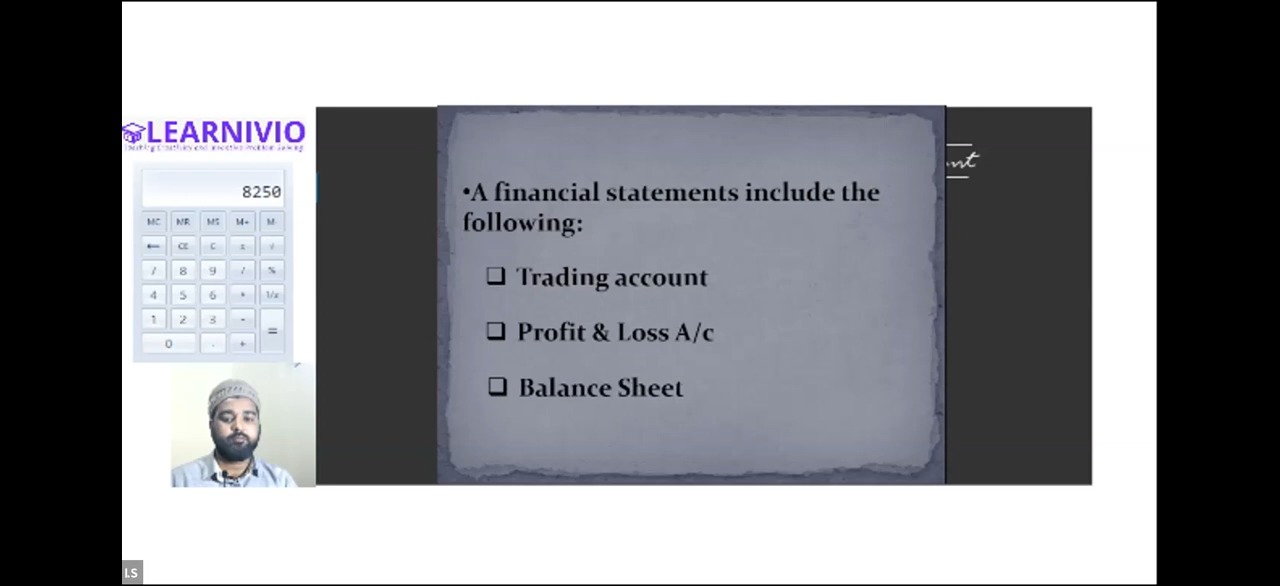 LEARNIVIO
8250
MC MR MS M+ M-
CE C
7 8 9 / %
4 5 6 * 1/x
1 2 3 - =
0 . +
•A financial statements include the
following:
❑ Trading account
❑ Profit & Loss A/c
❑ Balance Sheet
I.S